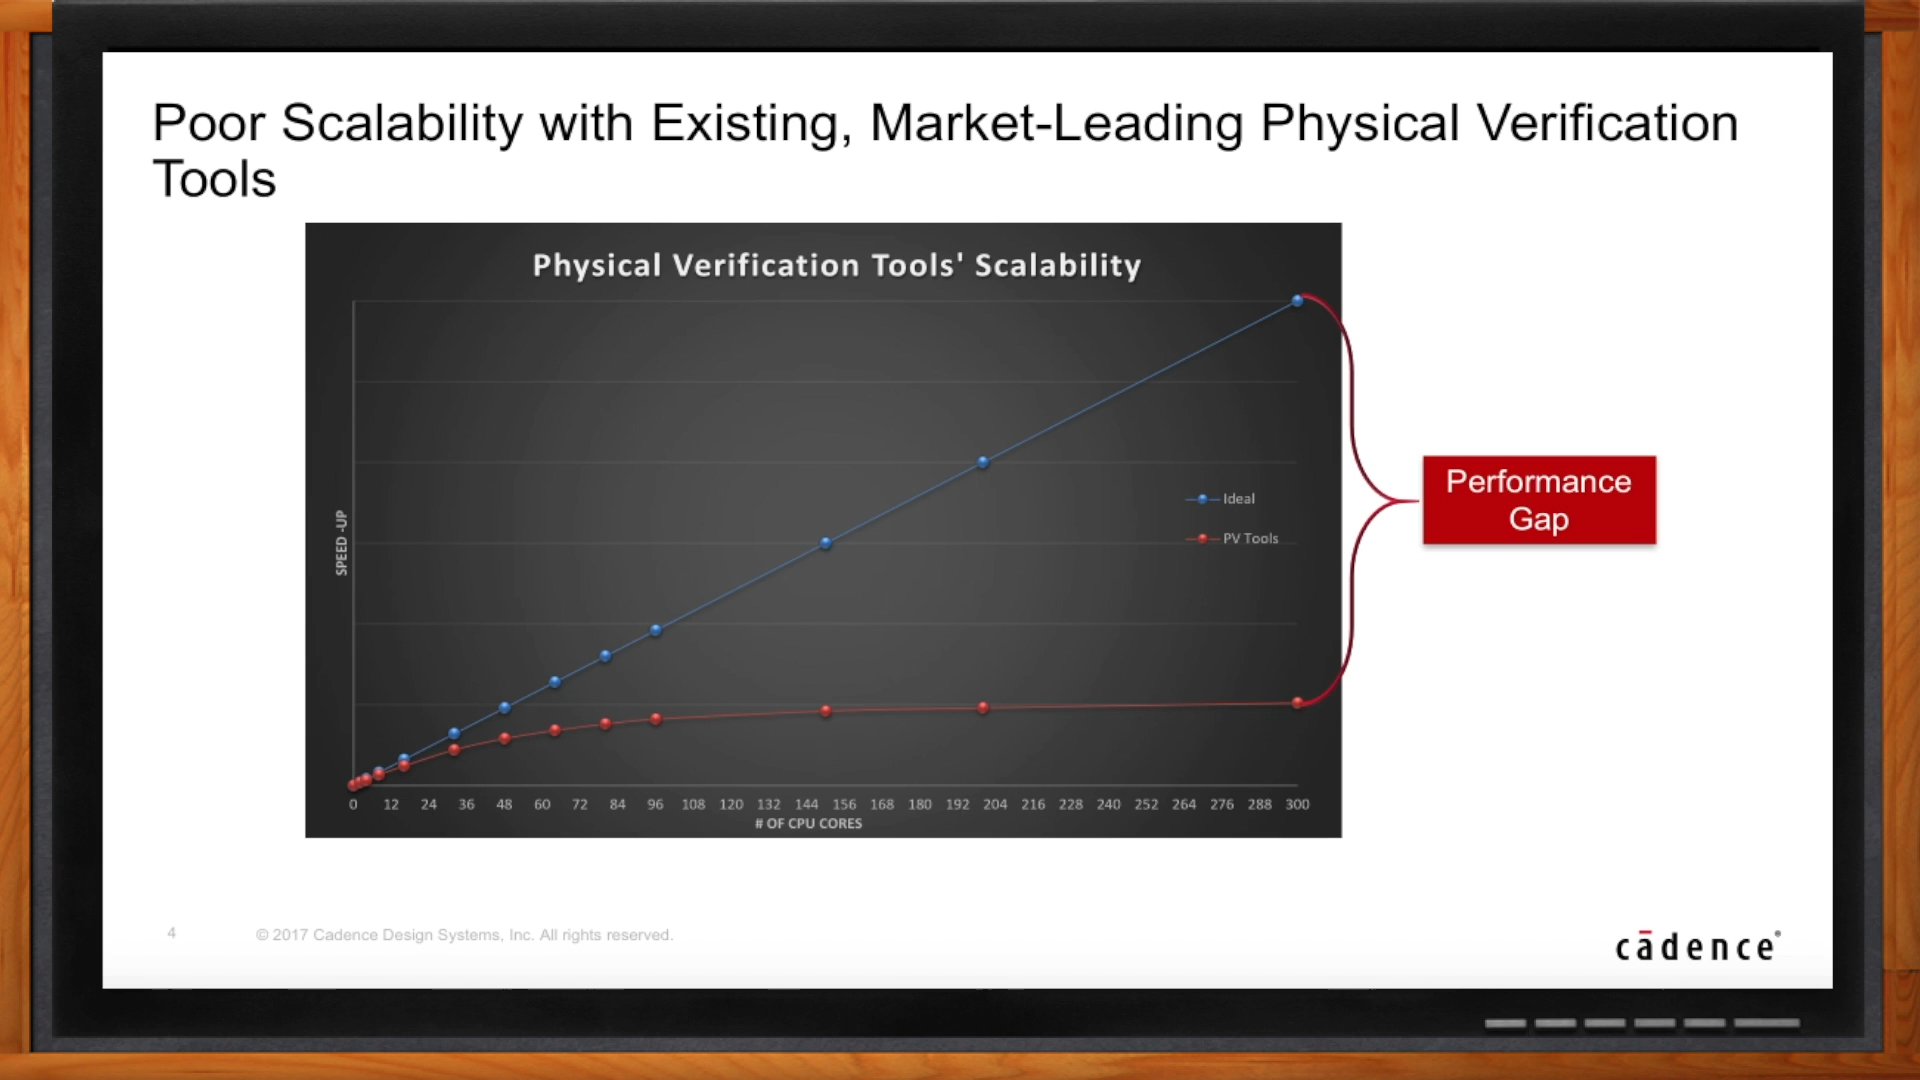 Poor Scalability with Existing, Market-Leading Physical Verification
Tools
Physical Verification Tools' Scalability
SPEED -UP
Ideal
PV Tools
Performance
Gap
0 12 24 36 48 60 72 84 96 108 120 132 144 156 168 180 192 204 216 228 240 252 264 276 288 300
# OF CPU CORES
4
© 2017 Cadence Design Systems, Inc. All rights reserved.
cādence®